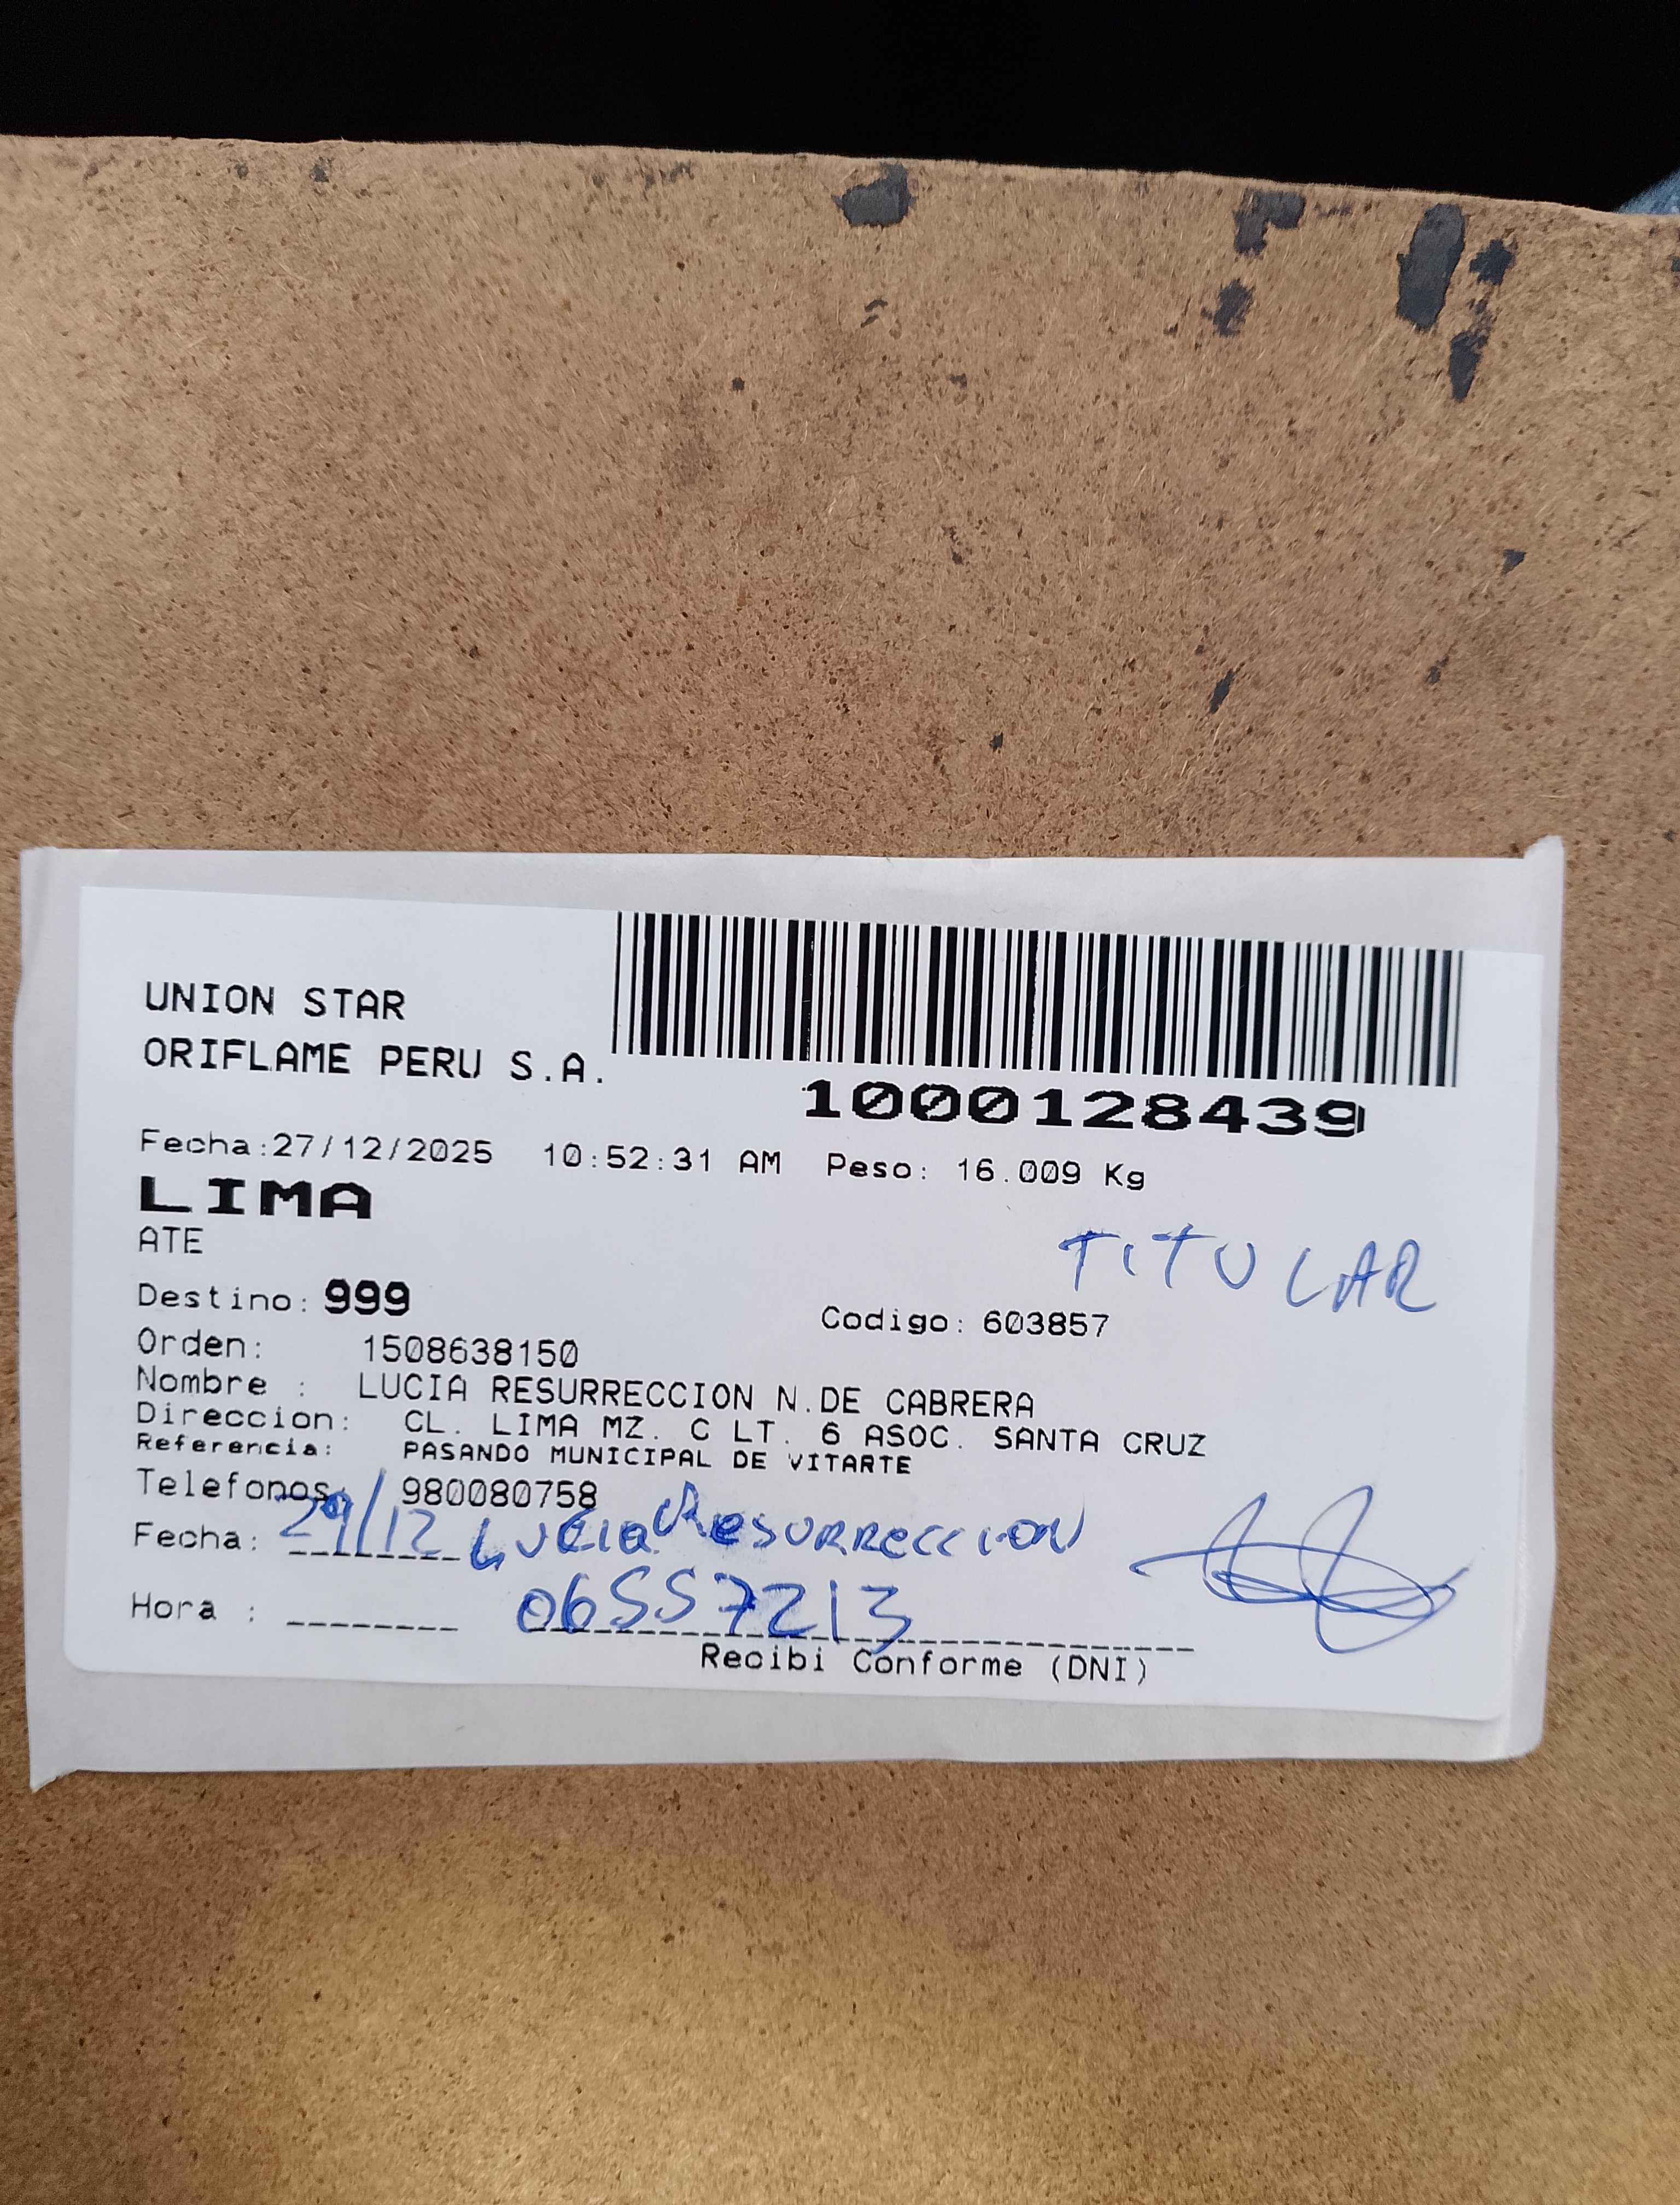 UNION STAR
ORIFLAME PERU S.A.
1000128439
Fecha:27/12/2025 10:52:31 AM Peso: 16.009 Kg
LIMA
ATE
TITULAR
Destino: 999
Codigo: 603857
Orden: 1508638150
Nombre : LUCIA RESURRECCION N.DE CABRERA
Direccion: CL. LIMA MZ. C LT. 6 ASOC. SANTA CRUZ
Referencia: PASANDO MUNICIPAL DE VITARTE
Telefonos: 980080758
Fecha: 29/12 Lucia Resurreccion
Hora : 06557213
Recibi Conforme (DNI)